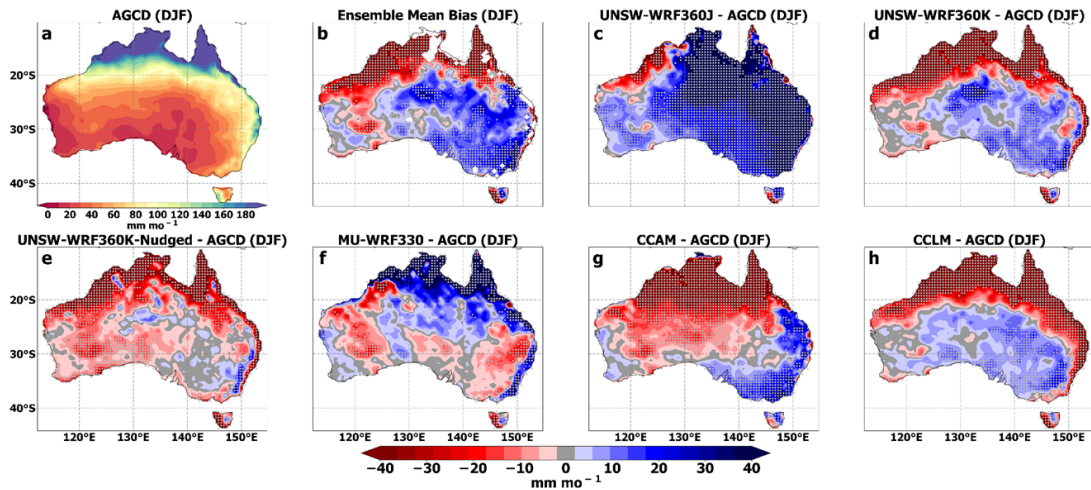 AGCD (DJF)
Ensemble Mean Bias (DJF)
UNSW-WRF360J - AGCD (DJF)
UNSW-WRF360K - AGCD (DJF)
a
b
c
d
20°S
30°S
40°S
0 20 40 60 80 100 120 140 160 180
mm mo⁻¹
UNSW-WRF360K-Nudged - AGCD (DJF)
MU-WRF330 - AGCD (DJF)
CCAM - AGCD (DJF)
CCLM - AGCD (DJF)
e
f
g
h
20°S
30°S
40°S
120°E 130°E 140°E 150°E
120°E 130°E 140°E 150°E
120°E 130°E 140°E 150°E
120°E 130°E 140°E 150°E
−40 −30 −20 −10 0 10 20 30 40
mm mo⁻¹